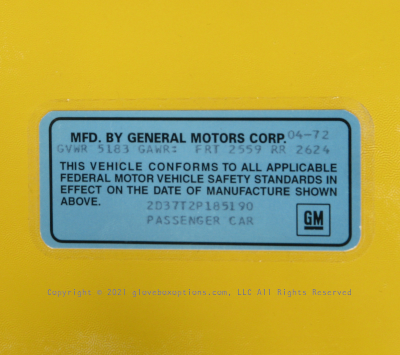 MFD. BY GENERAL MOTORS CORP. 04-72
GVWR 5183 GAWR: FRT 2559 RR 2624
THIS VEHICLE CONFORMS TO ALL APPLICABLE
FEDERAL MOTOR VEHICLE SAFETY STANDARDS IN
EFFECT ON THE DATE OF MANUFACTURE SHOWN
ABOVE.
2D37T2P185190
PASSENGER CAR
GM
Copyright © 2021 gloveboxoptions.com, LLC All Rights Reserved